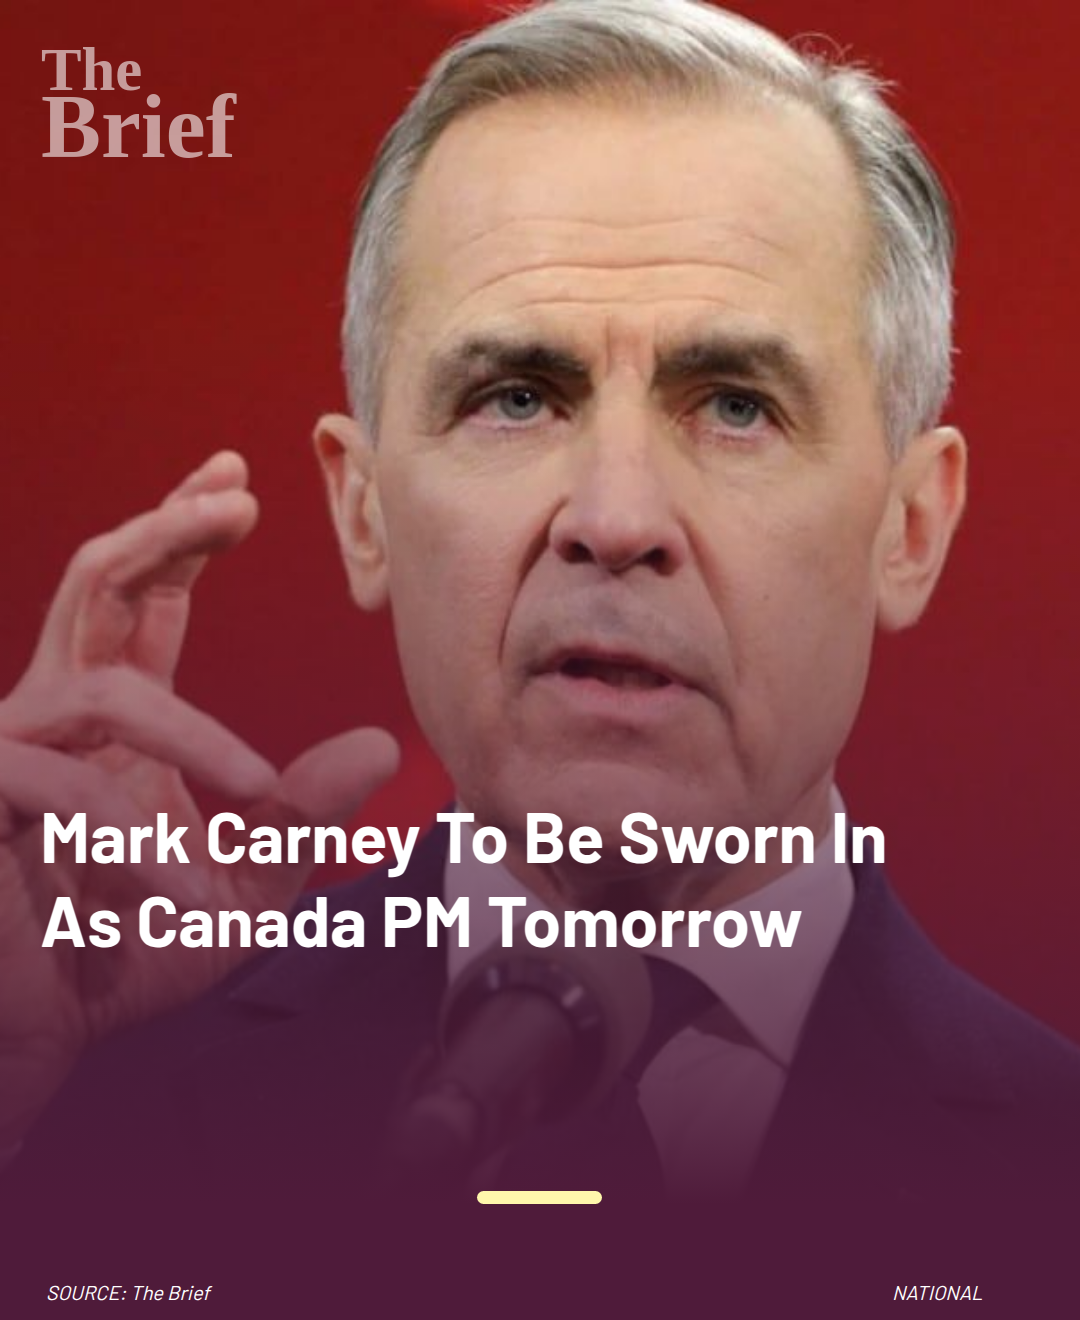 The
Brief
Mark Carney To Be Sworn In
As Canada PM Tomorrow
SOURCE: The Brief
NATIONAL